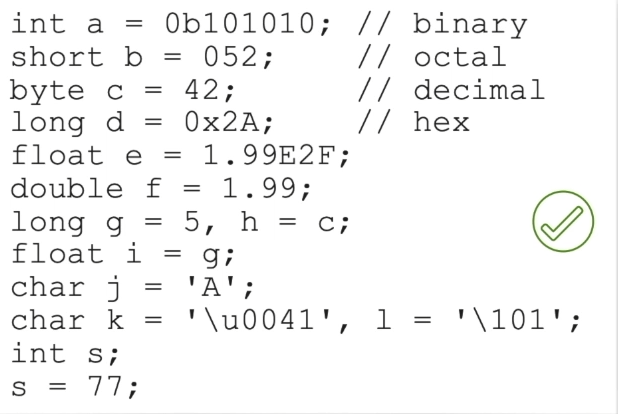 int a = 0b101010; // binary
short b = 052;    // octal
byte c = 42;      // decimal
long d = 0x2A;    // hex
float e = 1.99E2F;
double f = 1.99;
long g = 5, h = c;
float i = g;
char j = 'A';
char k = '\u0041', l = '\101';
int s;
s = 77;